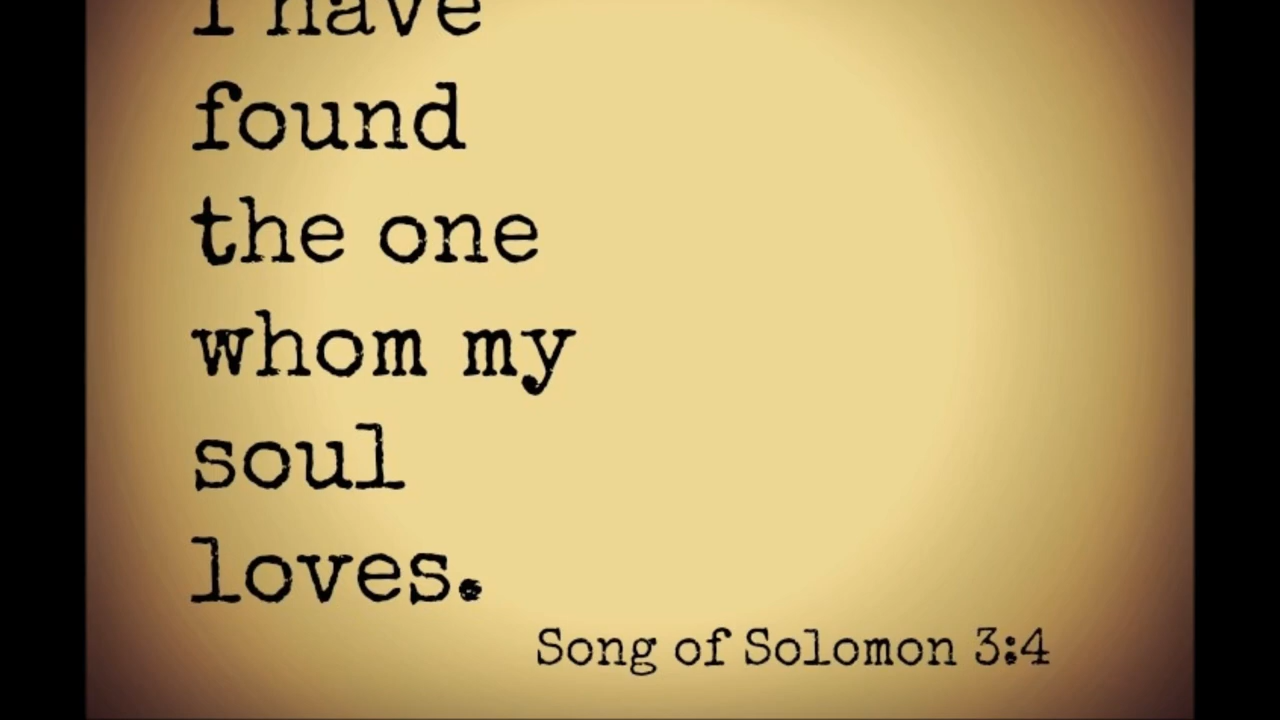 I have
found
the one
whom my
soul
loves.
Song of Solomon 3:4